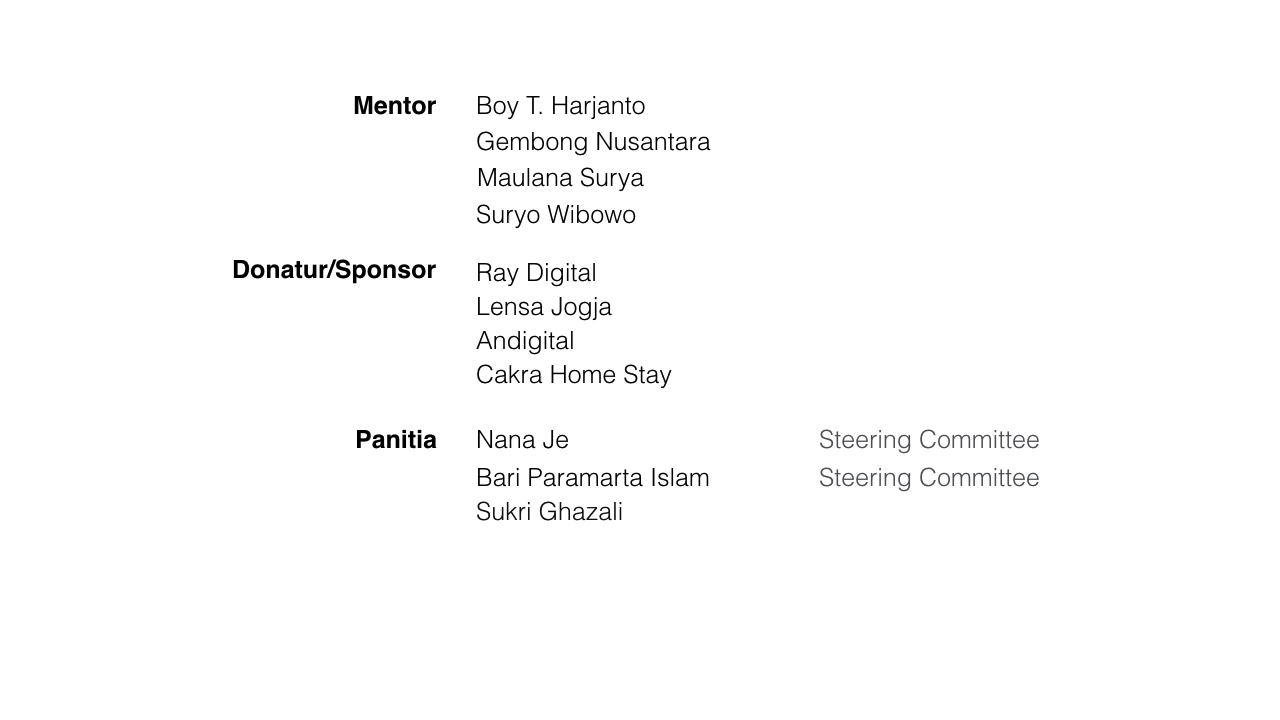 Mentor Boy T. Harjanto
Gembong Nusantara
Maulana Surya
Suryo Wibowo
Donatur/Sponsor Ray Digital
Lensa Jogja
Andigital
Cakra Home Stay
Panitia Nana Je Steering Committee
Bari Paramarta Islam Steering Committee
Sukri Ghazali